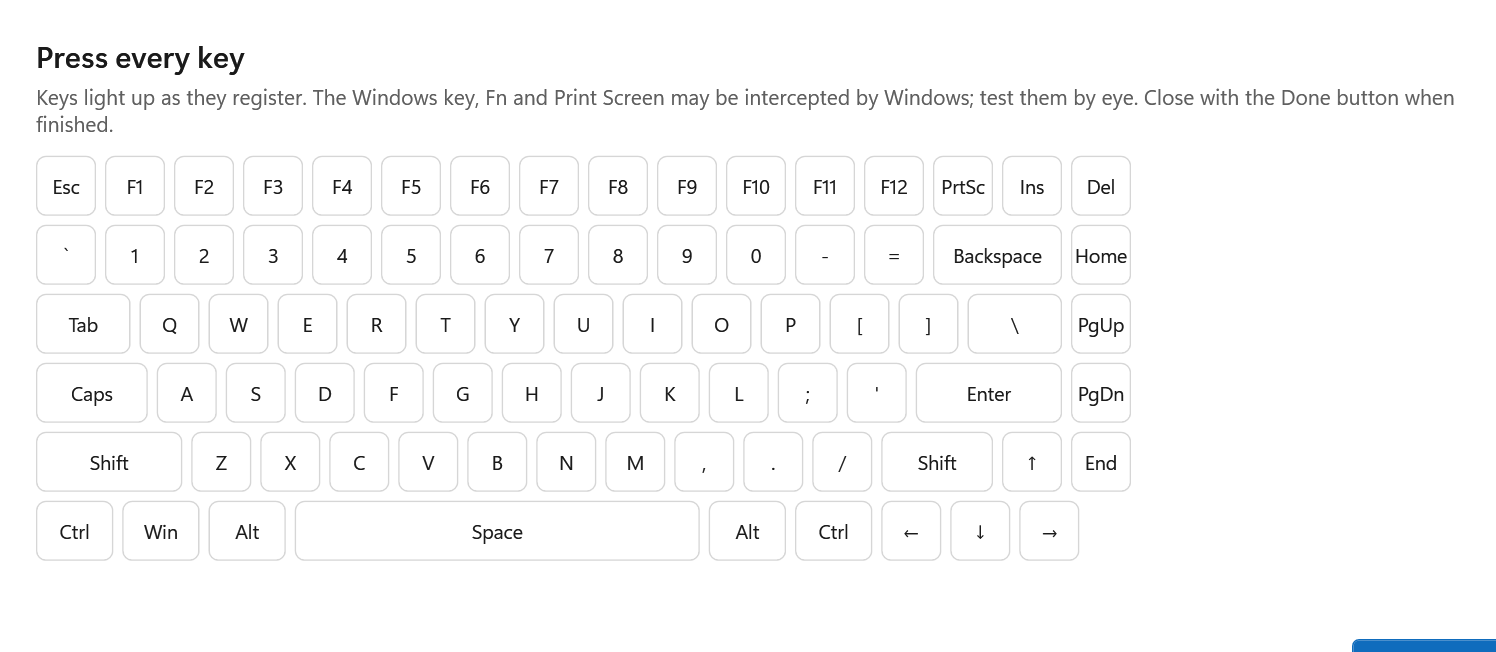 Press every key
Keys light up as they register. The Windows key, Fn and Print Screen may be intercepted by Windows; test them by eye. Close with the Done button when
finished.
Esc F1 F2 F3 F4 F5 F6 F7 F8 F9 F10 F11 F12 PrtSc Ins Del
` 1 2 3 4 5 6 7 8 9 0 - = Backspace Home
Tab Q W E R T Y U I O P [ ] \ PgUp
Caps A S D F G H J K L ; ' Enter PgDn
Shift Z X C V B N M , . / Shift ↑ End
Ctrl Win Alt Space Alt Ctrl ← ↓ →